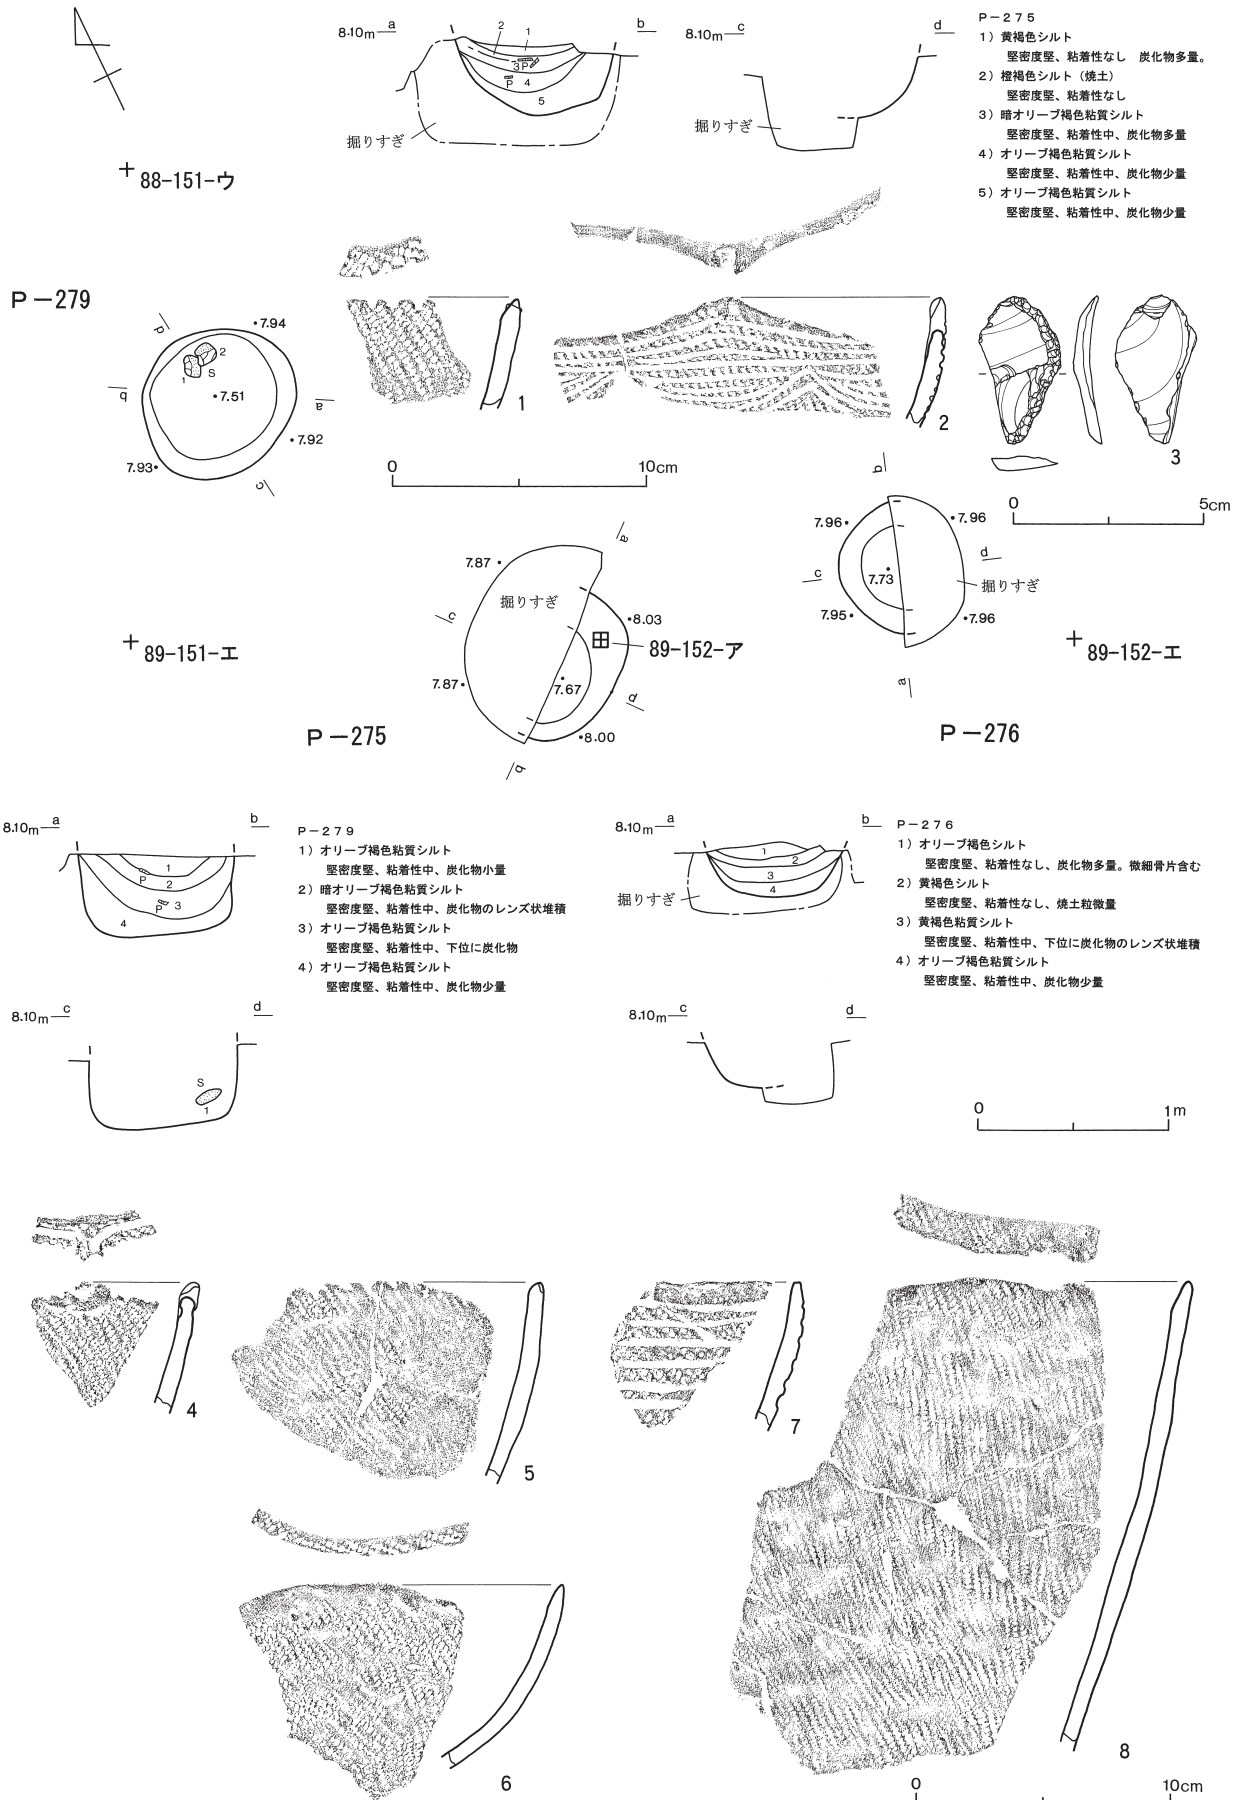 8.10m a b
8.10m c d
2 1
3 P
P 4
5
掘りすぎ
掘りすぎ
P－275
1）黄褐色シルト
堅密度堅、粘着性なし 炭化物多量。
2）橙褐色シルト（焼土）
堅密度堅、粘着性なし
3）暗オリーブ褐色粘質シルト
堅密度堅、粘着性中、炭化物多量
4）オリーブ褐色粘質シルト
堅密度堅、粘着性中、炭化物少量
5）オリーブ褐色粘質シルト
堅密度堅、粘着性中、炭化物少量
88-151-ウ
P－279
d
7.94
2
1 S
b
7.51
a
7.92
7.93
c
1
2
3
0 10cm
0 5cm
b
7.96
7.96
d
c
7.73
掘りすぎ
7.95
7.96
a
89-152-エ
P－276
a
7.87
掘りすぎ
c
8.03
89-152-ア
7.87
7.67
d
8.00
b
89-151-エ
P－275
8.10m a b
1
P
2
P 3
4
P－279
1）オリーブ褐色粘質シルト
堅密度堅、粘着性中、炭化物小量
2）暗オリーブ褐色粘質シルト
堅密度堅、粘着性中、炭化物のレンズ状堆積
3）オリーブ褐色粘質シルト
堅密度堅、粘着性中、下位に炭化物
4）オリーブ褐色粘質シルト
堅密度堅、粘着性中、炭化物少量
8.10m a b
1
2
3
4
掘りすぎ
P－276
1）オリーブ褐色シルト
堅密度堅、粘着性なし、炭化物多量。微細骨片含む
2）黄褐色シルト
堅密度堅、粘着性なし、焼土粒微量
3）黄褐色粘質シルト
堅密度堅、粘着性中、下位に炭化物のレンズ状堆積
4）オリーブ褐色粘質シルト
堅密度堅、粘着性中、炭化物少量
8.10m c d
S
1
8.10m c d
0 1m
4
5
7
6
8
0 10cm